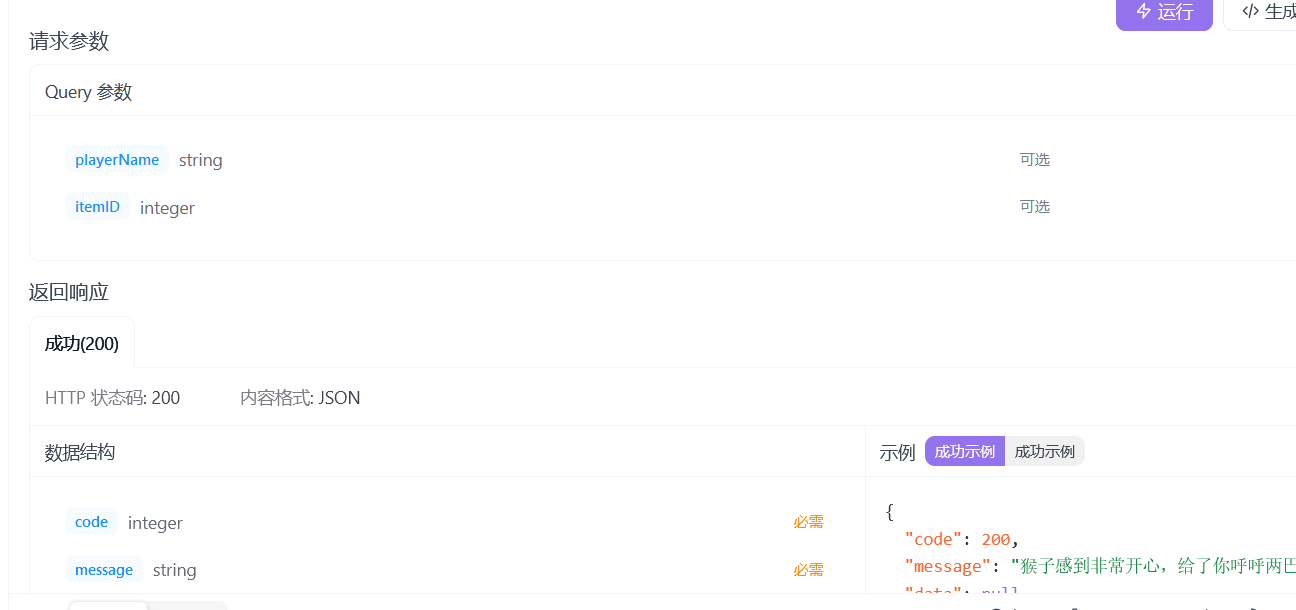 运行
生成
请求参数
Query 参数
playerName string 可选
itemID integer 可选
返回响应
成功(200)
HTTP 状态码: 200 内容格式: JSON
数据结构
示例 成功示例 成功示例
code integer 必需
message string 必需
{
"code": 200,
"message": "猴子感到非常开心，给了你呼呼两巴
"data": null